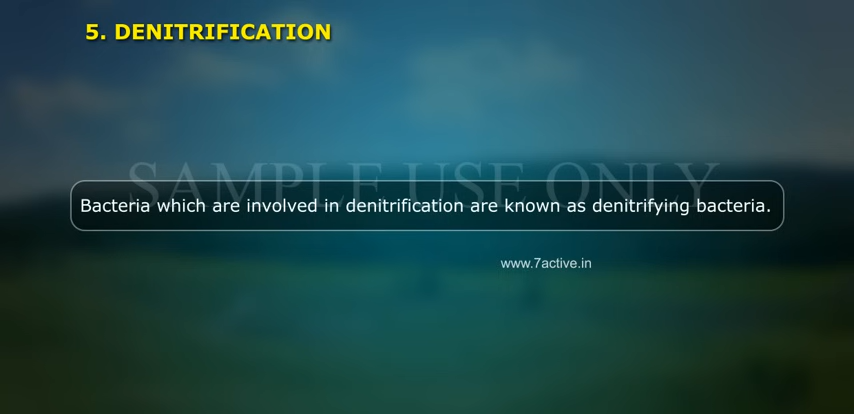 5. DENITRIFICATION
SAMPLE USE ONLY
Bacteria which are involved in denitrification are known as denitrifying bacteria.
www.7active.in